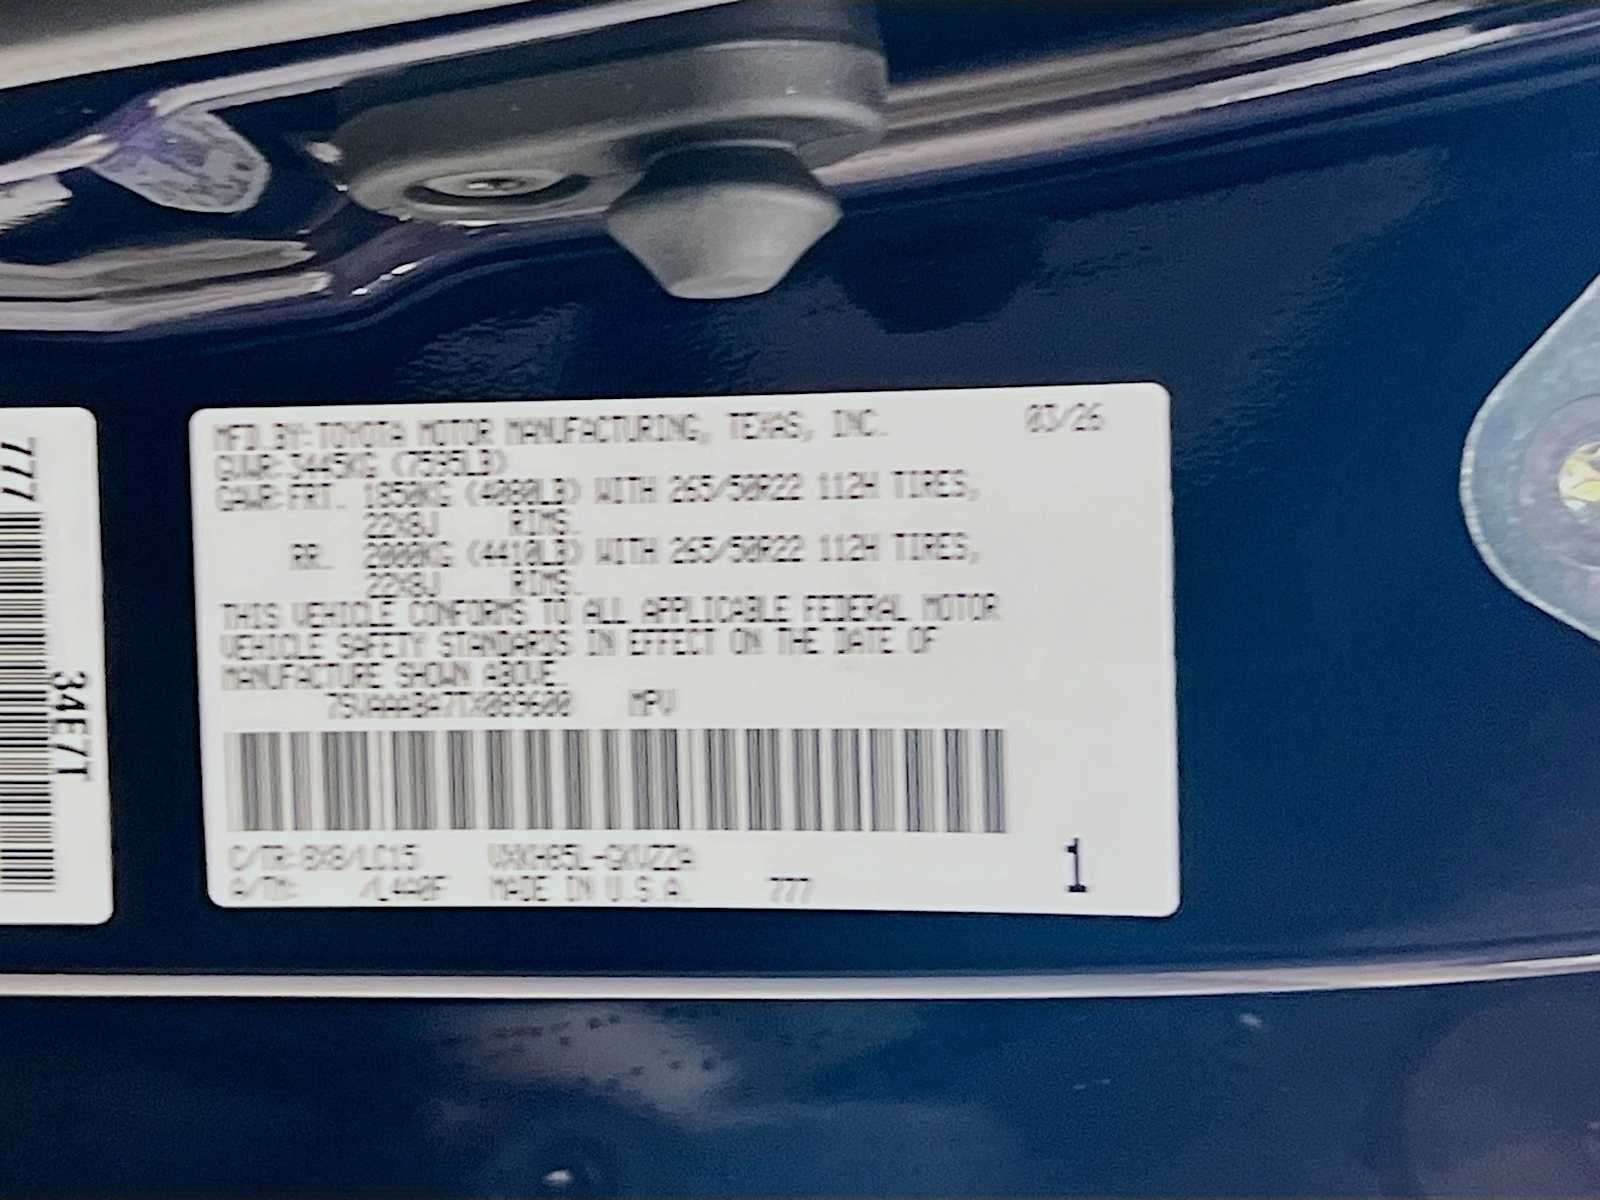 MFD.BY:TOYOTA MOTOR MANUFACTURING, TEXAS, INC. 03/26
GVWR:3445KG (7595LB)
GAWR:FRT. 1850KG (4080LB) WITH 265/50R22 112H TIRES,
22X8J RIMS.
RR. 2000KG (4410LB) WITH 265/50R22 112H TIRES,
22X8J RIMS.
THIS VEHICLE CONFORMS TO ALL APPLICABLE FEDERAL MOTOR
VEHICLE SAFETY STANDARDS IN EFFECT ON THE DATE OF
MANUFACTURE SHOWN ABOVE.
7SVAAABA7TX089600 MPV
C/TR:8X8/LC15 VXKH85L-GKVZZA
A/TM: /L4A0F MADE IN U.S.A. 777
1
777
34E7T